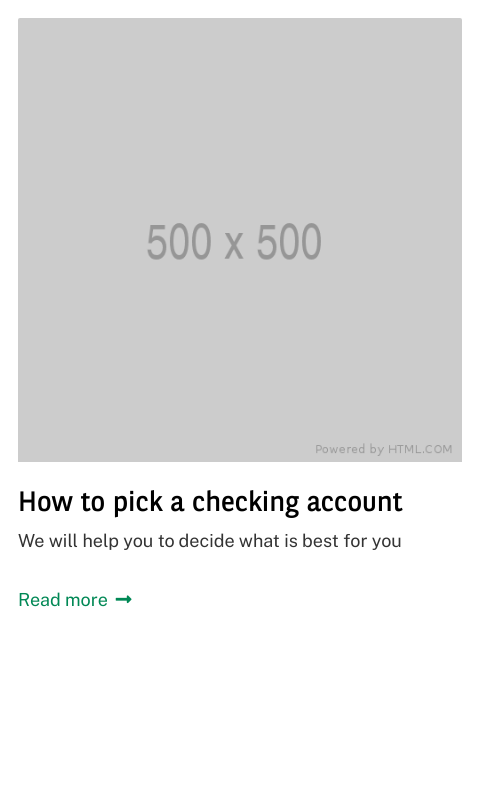 500 x 500
Powered by HTML.COM
How to pick a checking account
We will help you to decide what is best for you
Read more